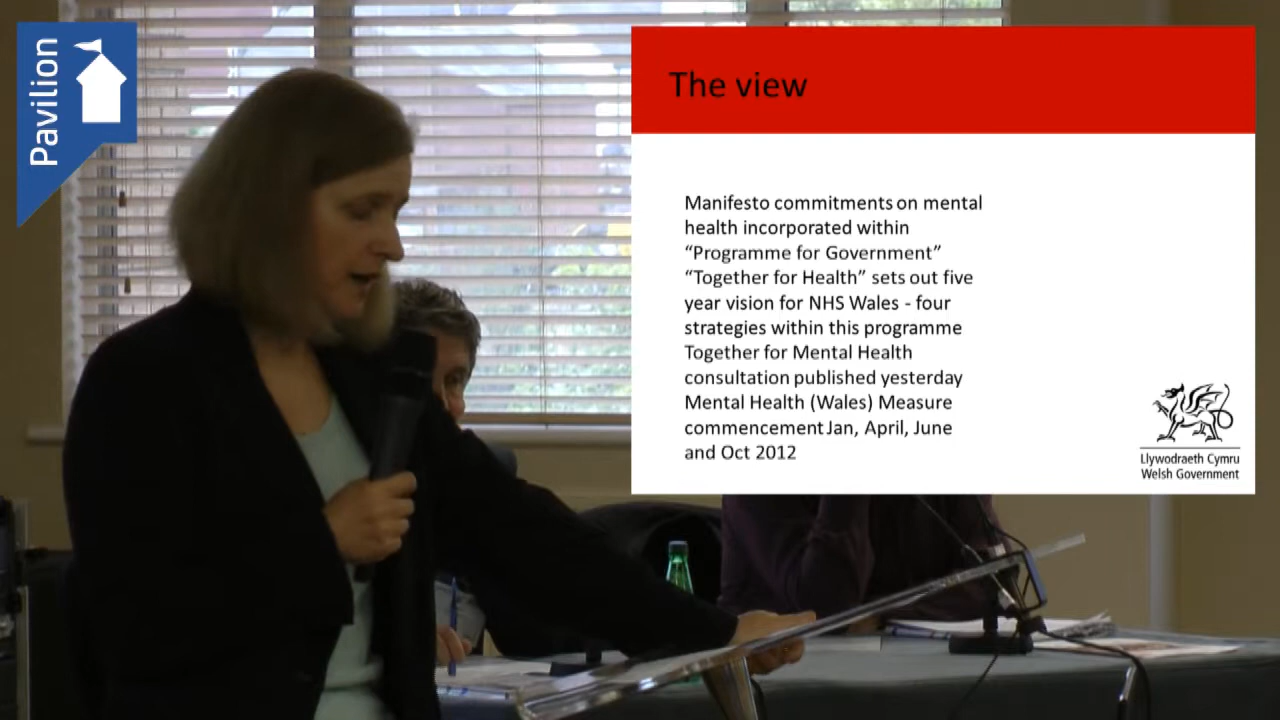 Pavilion
The view
Manifesto commitments on mental
health incorporated within
“Programme for Government”
“Together for Health” sets out five
year vision for NHS Wales - four
strategies within this programme
Together for Mental Health
consultation published yesterday
Mental Health (Wales) Measure
commencement Jan, April, June
and Oct 2012
Llywodraeth Cymru
Welsh Government